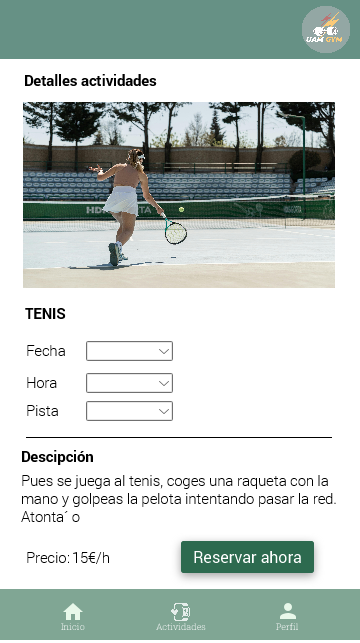 UAM GYM
Detalles actividades
TENIS
Fecha
Hora
Pista
Descipción
Pues se juega al tenis, coges una raqueta con la
mano y golpeas la pelota intentando pasar la red.
Atonta´ o
Precio: 15€/h
Reservar ahora
Inicio
Actividades
Perfil